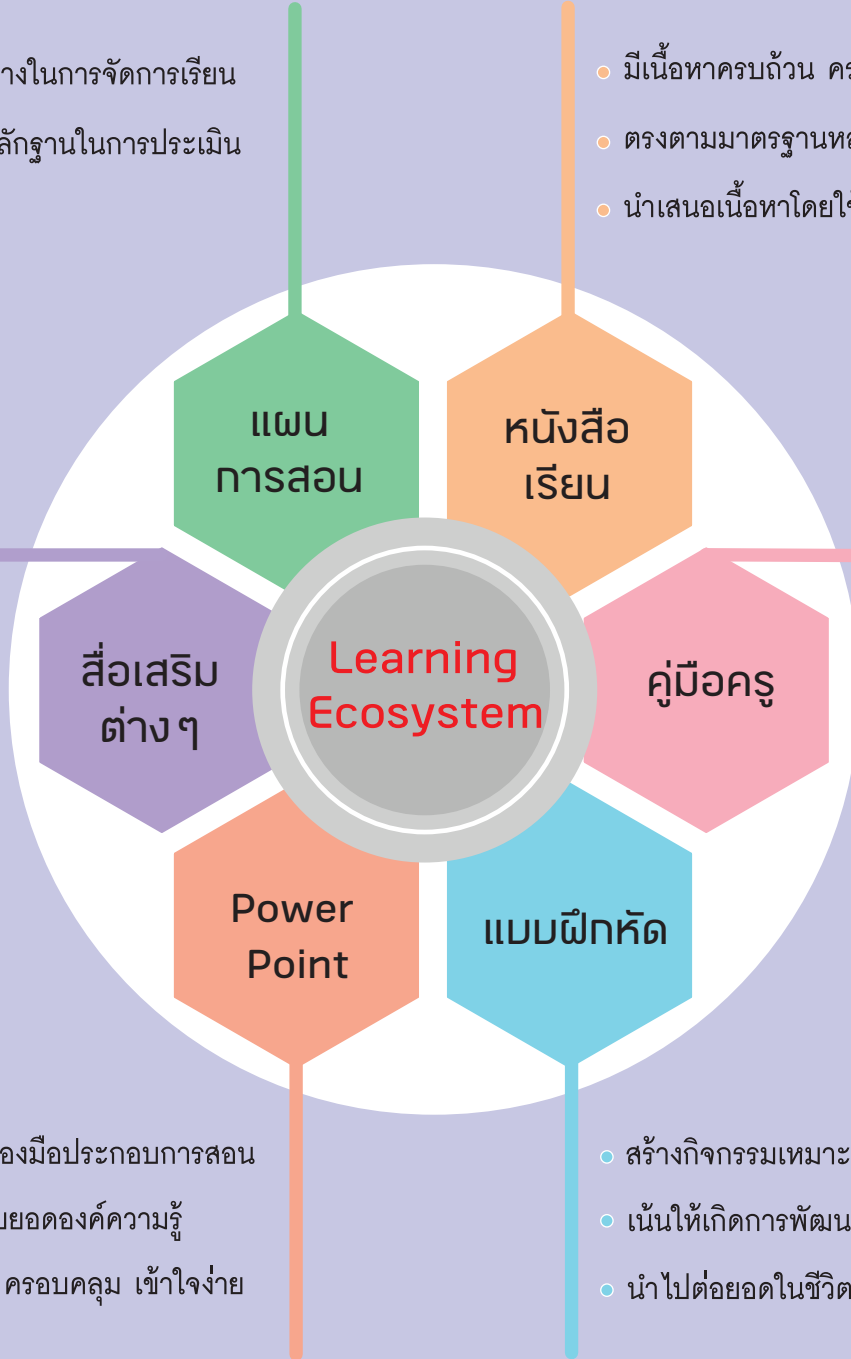 างในการจัดการเรียน
ลักฐานในการประเมิน
มีเนื้อหาครบถ้วน คร
ตรงตามมาตรฐานหล
นำเสนอเนื้อหาโดยใช้
แผน
การสอน
หนังสือ
เรียน
สื่อเสริม
ต่าง ๆ
Learning
Ecosystem
คู่มือครู
Power
Point
แบบฝึกหัด
องมือประกอบการสอน
บยอดองค์ความรู้
ครอบคลุม เข้าใจง่าย
สร้างกิจกรรมเหมาะ
เน้นให้เกิดการพัฒน
นำไปต่อยอดในชีวิต